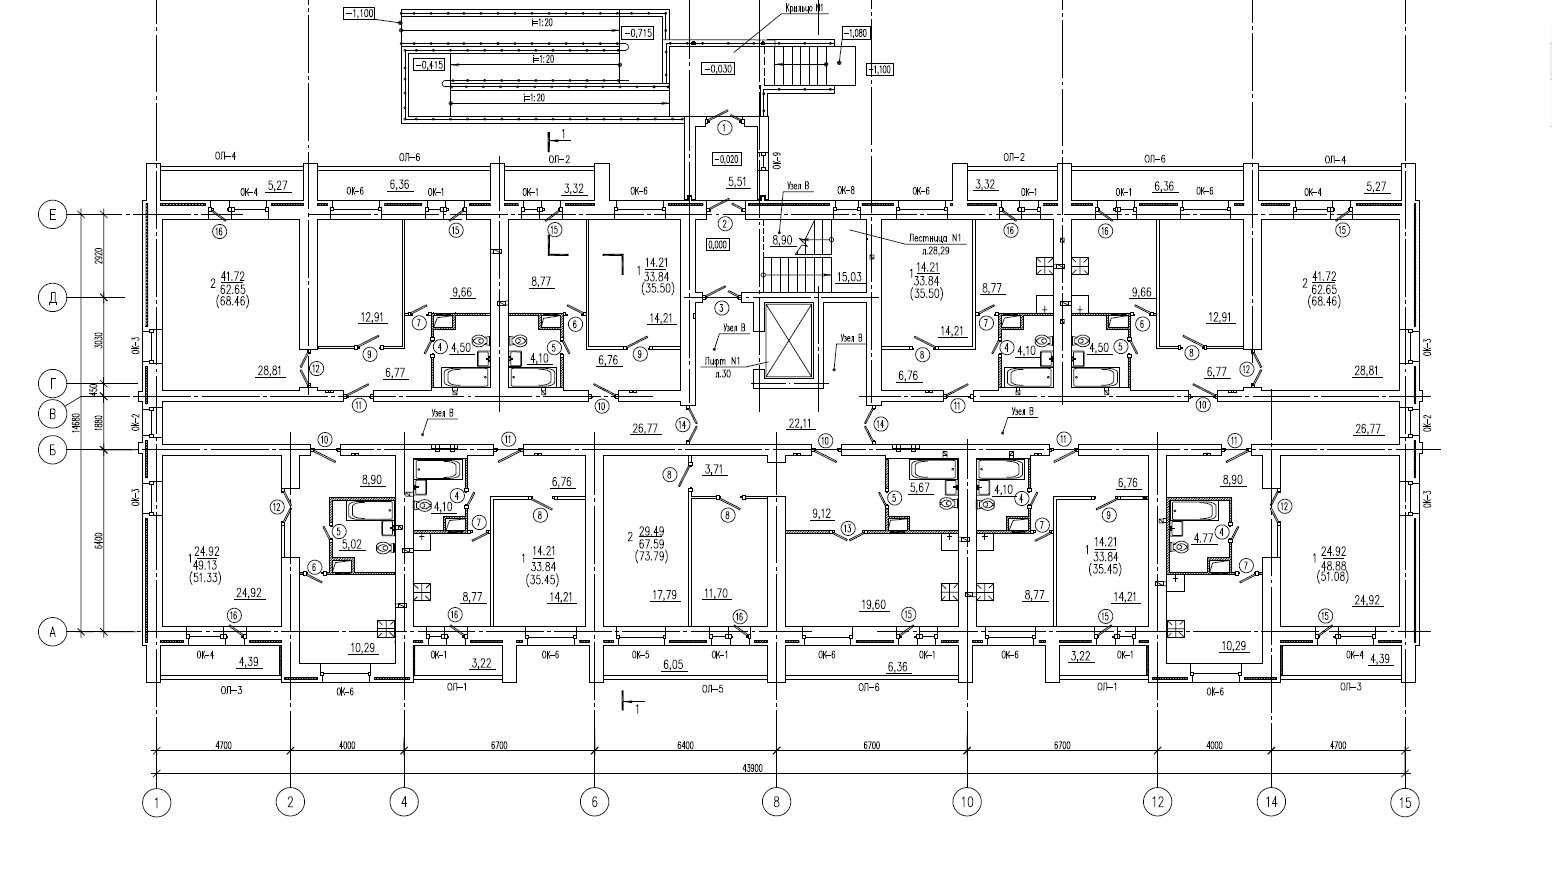 Крыльцо N1
-1,100
i=1:20
-0,715
-1,080
-0,415
i=1:20
-0,030
-1,100
i=1:20
1
1
-0,020
ОК-9
ОЛ-4
ОЛ-6
ОЛ-2
ОЛ-2
ОЛ-6
ОЛ-4
5,27
ОК-4
ОК-6
6,36
ОК-1
ОК-1
3,32
ОК-6
5,51
Узел В
ОК-8
ОК-6
3,32
ОК-1
ОК-1
6,36
ОК-6
ОК-4
5,27
Е
16
15
15
2
16
15
15
0,000
8,90
Лестница N1
л.28,29
2920
2 41.72
62.65
(68.46)
9,66
8,77
1 14.21
33.84
(35.50)
15,03
1 14.21
33.84
(35.50)
8,77
9,66
2 41.72
62.65
(68.46)
Д
12,91
7
6
14,21
3
14,21
7
6
12,91
ОК-3
3030
4
4,50
5
4,10
9
9
6,76
Узел В
Узел В
Лифт N1
л.30
8
6,76
4
4,10
4,50
5
8
ОК-3
28,81
12
6,77
6,77
12
28,81
Г
450
11
10
11
10
В
14680
1880
ОК-2
Узел В
26,77
14
22,11
14
Узел В
26,77
ОК-2
Б
10
11
10
11
11
ОК-3
8,90
4
4,10
6,76
8
3,71
5,67
5
4,10
4
6,76
8,90
ОК-3
12
5
5,02
7
8
8
9,12
13
7
9
4,77
4
12
6400
1 24.92
49.13
(51.33)
6
1 14.21
33.84
(35.45)
2 29.49
67.59
(73.79)
1 14.21
33.84
(35.45)
7
1 24.92
48.88
(51.08)
24,92
8,77
14,21
17,79
11,70
19,60
8,77
14,21
24,92
А
16
16
16
15
15
15
10,29
10,29
ОК-4
4,39
ОК-1
3,22
ОК-6
ОК-5
6,05
ОК-1
ОК-6
6,36
ОК-1
ОК-6
3,22
ОК-1
ОК-4
4,39
ОЛ-3
ОК-6
ОЛ-1
ОЛ-5
ОЛ-6
ОЛ-1
ОК-6
ОЛ-3
1
4700
4000
6700
6400
6700
6700
4000
4700
43900
1
2
4
6
8
10
12
14
15